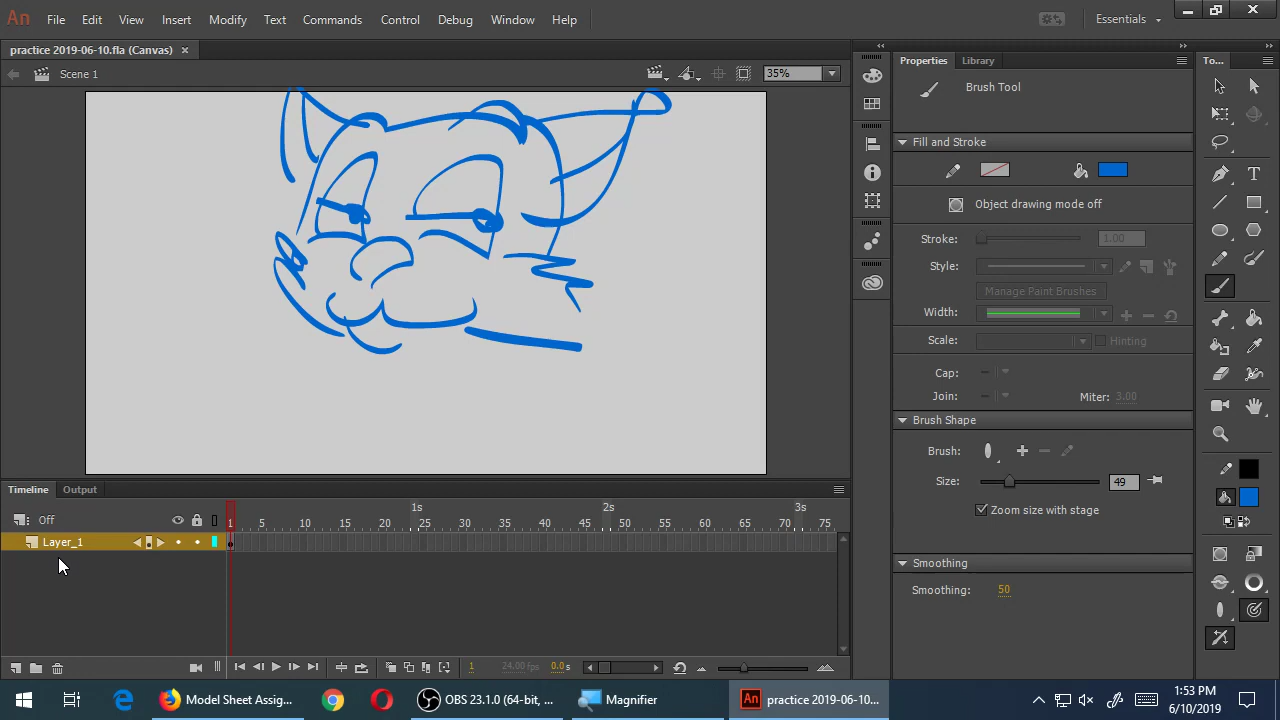 An File Edit View Insert Modify Text Commands Control Debug Window Help Essentials
practice 2019-06-10.fla (Canvas)
Scene 1 35%
Properties Library To...
Brush Tool
Fill and Stroke
Object drawing mode off
Stroke: 1.00
Style:
Manage Paint Brushes
Width:
Scale: Hinting
Cap:
Join: Miter: 3.00
Brush Shape
Brush:
Size: 49
Zoom size with stage
Smoothing
Smoothing: 50
Timeline Output
1s 2s 3s
Off 1 5 10 15 20 25 30 35 40 45 50 55 60 65 70 75
Layer_1
1 24.00 fps 0.0 s
Model Sheet Assig... OBS 23.1.0 (64-bit, ... Magnifier An practice 2019-06-10...
1:53 PM
6/10/2019